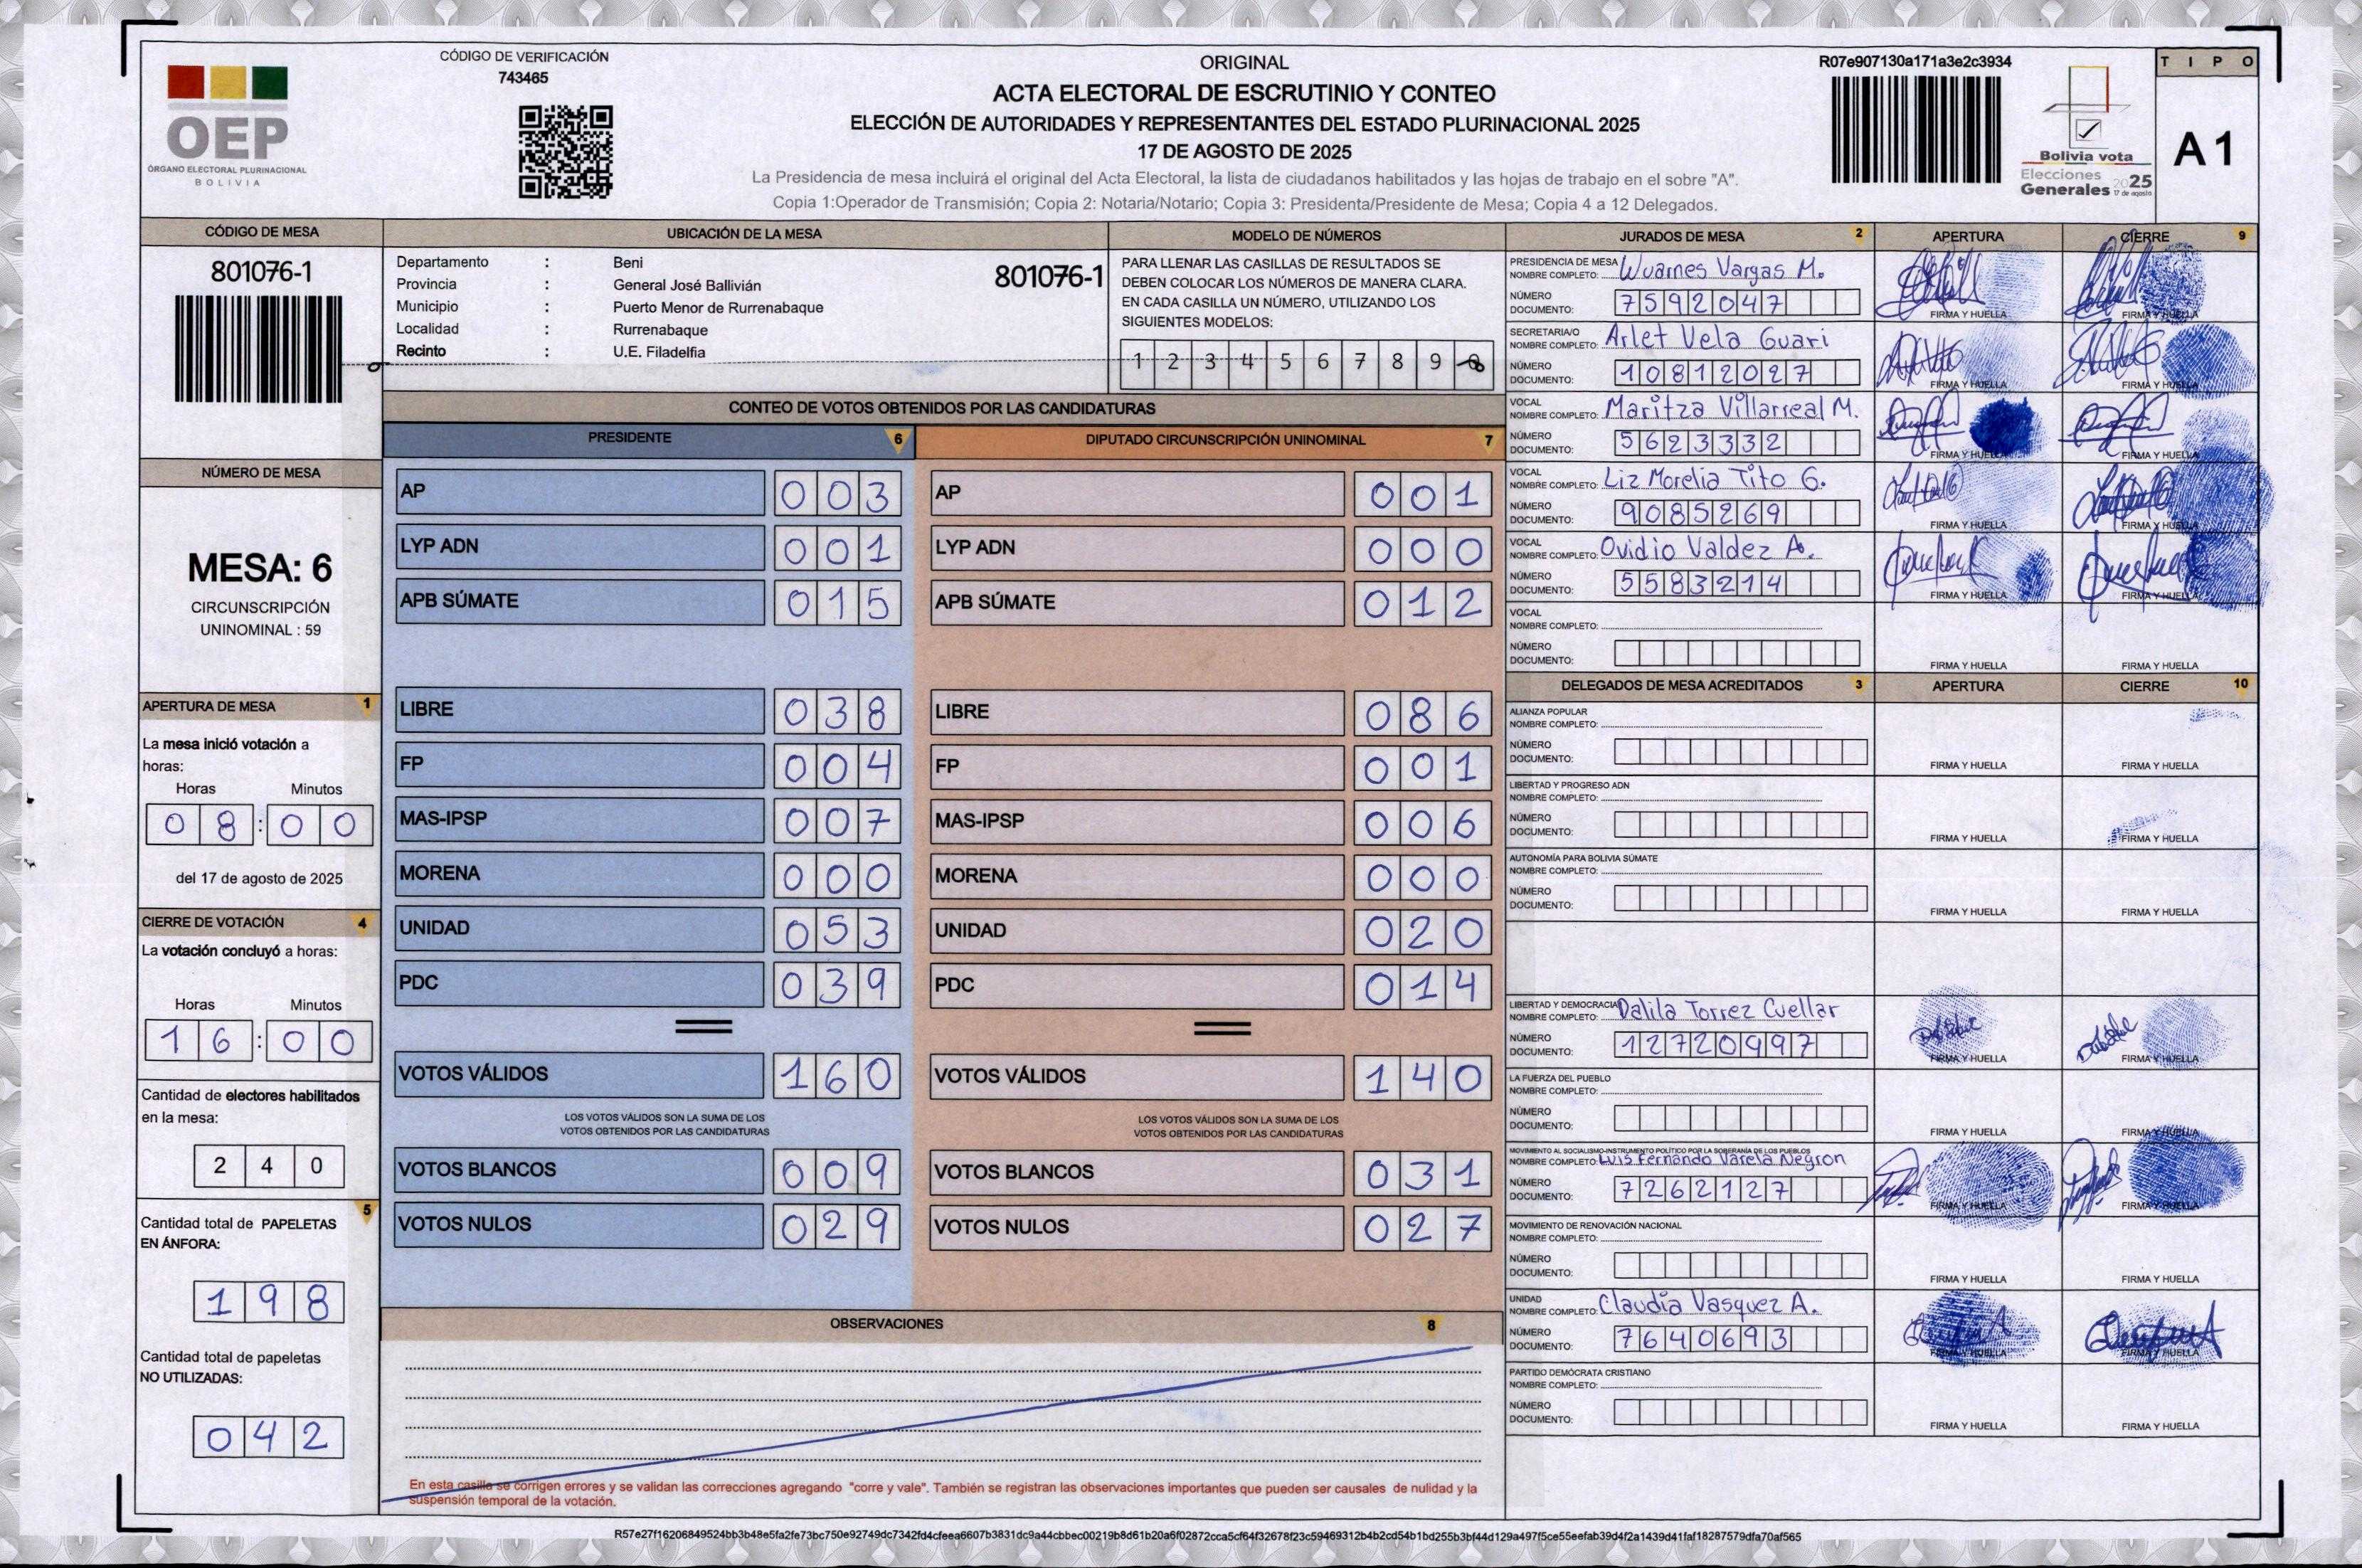 CÓDIGO DE VERIFICACIÓN
743465
OEP
ÓRGANO ELECTORAL PLURINACIONAL
BOLIVIA
ORIGINAL
ACTA ELECTORAL DE ESCRUTINIO Y CONTEO
ELECCIÓN DE AUTORIDADES Y REPRESENTANTES DEL ESTADO PLURINACIONAL 2025
17 DE AGOSTO DE 2025
La Presidencia de mesa incluirá el original del Acta Electoral, la lista de ciudadanos habilitados y las hojas de trabajo en el sobre "A".
Copia 1:Operador de Transmisión; Copia 2: Notaria/Notario; Copia 3: Presidenta/Presidente de Mesa; Copia 4 a 12 Delegados.
R07e907130a171a3e2c3934
Bolivia vota
Elecciones
Generales 2025
17 de agosto
TIPO
A 1
CÓDIGO DE MESA
801076-1
NÚMERO DE MESA
MESA: 6
CIRCUNSCRIPCIÓN
UNINOMINAL : 59
APERTURA DE MESA 1
La mesa inició votación a
horas:
Horas Minutos
08:00
del 17 de agosto de 2025
CIERRE DE VOTACIÓN 4
La votación concluyó a horas:
Horas Minutos
16:00
Cantidad de electores habilitados
en la mesa:
240
5
Cantidad total de PAPELETAS
EN ÁNFORA:
198
Cantidad total de papeletas
NO UTILIZADAS:
042
UBICACIÓN DE LA MESA
Departamento : Beni
801076-1
Provincia : General José Ballivián
Municipio : Puerto Menor de Rurrenabaque
Localidad : Rurrenabaque
Recinto : U.E. Filadelfia
MODELO DE NÚMEROS
PARA LLENAR LAS CASILLAS DE RESULTADOS SE
DEBEN COLOCAR LOS NÚMEROS DE MANERA CLARA.
EN CADA CASILLA UN NÚMERO, UTILIZANDO LOS
SIGUIENTES MODELOS:
1 2 3 4 5 6 7 8 9 0
CONTEO DE VOTOS OBTENIDOS POR LAS CANDIDATURAS
PRESIDENTE 6
AP 003
LYP ADN 001
APB SÚMATE 015
LIBRE 038
FP 004
MAS-IPSP 007
MORENA 000
UNIDAD 053
PDC 039
VOTOS VÁLIDOS 160
LOS VOTOS VÁLIDOS SON LA SUMA DE LOS
VOTOS OBTENIDOS POR LAS CANDIDATURAS
VOTOS BLANCOS 009
VOTOS NULOS 029
DIPUTADO CIRCUNSCRIPCIÓN UNINOMINAL 7
AP 001
LYP ADN 000
APB SÚMATE 012
LIBRE 086
FP 001
MAS-IPSP 006
MORENA 000
UNIDAD 020
PDC 014
VOTOS VÁLIDOS 140
LOS VOTOS VÁLIDOS SON LA SUMA DE LOS
VOTOS OBTENIDOS POR LAS CANDIDATURAS
VOTOS BLANCOS 031
VOTOS NULOS 027
OBSERVACIONES 8
En esta casilla se corrigen errores y se validan las correcciones agregando "corre y vale". También se registran las observaciones importantes que pueden ser causales de nulidad y la
suspensión temporal de la votación.
JURADOS DE MESA 2 APERTURA CIERRE 9
PRESIDENCIA DE MESA
NOMBRE COMPLETO: Wuarnes Vargas M.
NÚMERO
DOCUMENTO: 7592047
FIRMA Y HUELLA FIRMA Y HUELLA
SECRETARIA/O
NOMBRE COMPLETO: Arlet Vela Guari
NÚMERO
DOCUMENTO: 10812027
FIRMA Y HUELLA FIRMA Y HUELLA
VOCAL
NOMBRE COMPLETO: Maritza Villarreal M.
NÚMERO
DOCUMENTO: 5623332
FIRMA Y HUELLA FIRMA Y HUELLA
VOCAL
NOMBRE COMPLETO: Liz Morelia Tito G.
NÚMERO
DOCUMENTO: 9085269
FIRMA Y HUELLA FIRMA Y HUELLA
VOCAL
NOMBRE COMPLETO: Ovidio Valdez A.
NÚMERO
DOCUMENTO: 5583214
FIRMA Y HUELLA FIRMA Y HUELLA
VOCAL
NOMBRE COMPLETO:
NÚMERO
DOCUMENTO:
FIRMA Y HUELLA FIRMA Y HUELLA
DELEGADOS DE MESA ACREDITADOS 3 APERTURA CIERRE 10
ALIANZA POPULAR
NOMBRE COMPLETO:
NÚMERO
DOCUMENTO:
FIRMA Y HUELLA FIRMA Y HUELLA
LIBERTAD Y PROGRESO ADN
NOMBRE COMPLETO:
NÚMERO
DOCUMENTO:
FIRMA Y HUELLA FIRMA Y HUELLA
AUTONOMÍA PARA BOLIVIA SÚMATE
NOMBRE COMPLETO:
NÚMERO
DOCUMENTO:
FIRMA Y HUELLA FIRMA Y HUELLA
LIBERTAD Y DEMOCRACIA
NOMBRE COMPLETO: Dalila Torrez Cuellar
NÚMERO
DOCUMENTO: 12720997
FIRMA Y HUELLA FIRMA Y HUELLA
LA FUERZA DEL PUEBLO
NOMBRE COMPLETO:
NÚMERO
DOCUMENTO:
FIRMA Y HUELLA FIRMA Y HUELLA
MOVIMIENTO AL SOCIALISMO-INSTRUMENTO POLÍTICO POR LA SOBERANÍA DE LOS PUEBLOS
NOMBRE COMPLETO: Luis Fernando Varela Negron
NÚMERO
DOCUMENTO: 7262127
FIRMA Y HUELLA FIRMA Y HUELLA
MOVIMIENTO DE RENOVACIÓN NACIONAL
NOMBRE COMPLETO:
NÚMERO
DOCUMENTO:
FIRMA Y HUELLA FIRMA Y HUELLA
UNIDAD
NOMBRE COMPLETO: Claudia Vasquez A.
NÚMERO
DOCUMENTO: 7640693
FIRMA Y HUELLA FIRMA Y HUELLA
PARTIDO DEMÓCRATA CRISTIANO
NOMBRE COMPLETO:
NÚMERO
DOCUMENTO:
FIRMA Y HUELLA FIRMA Y HUELLA